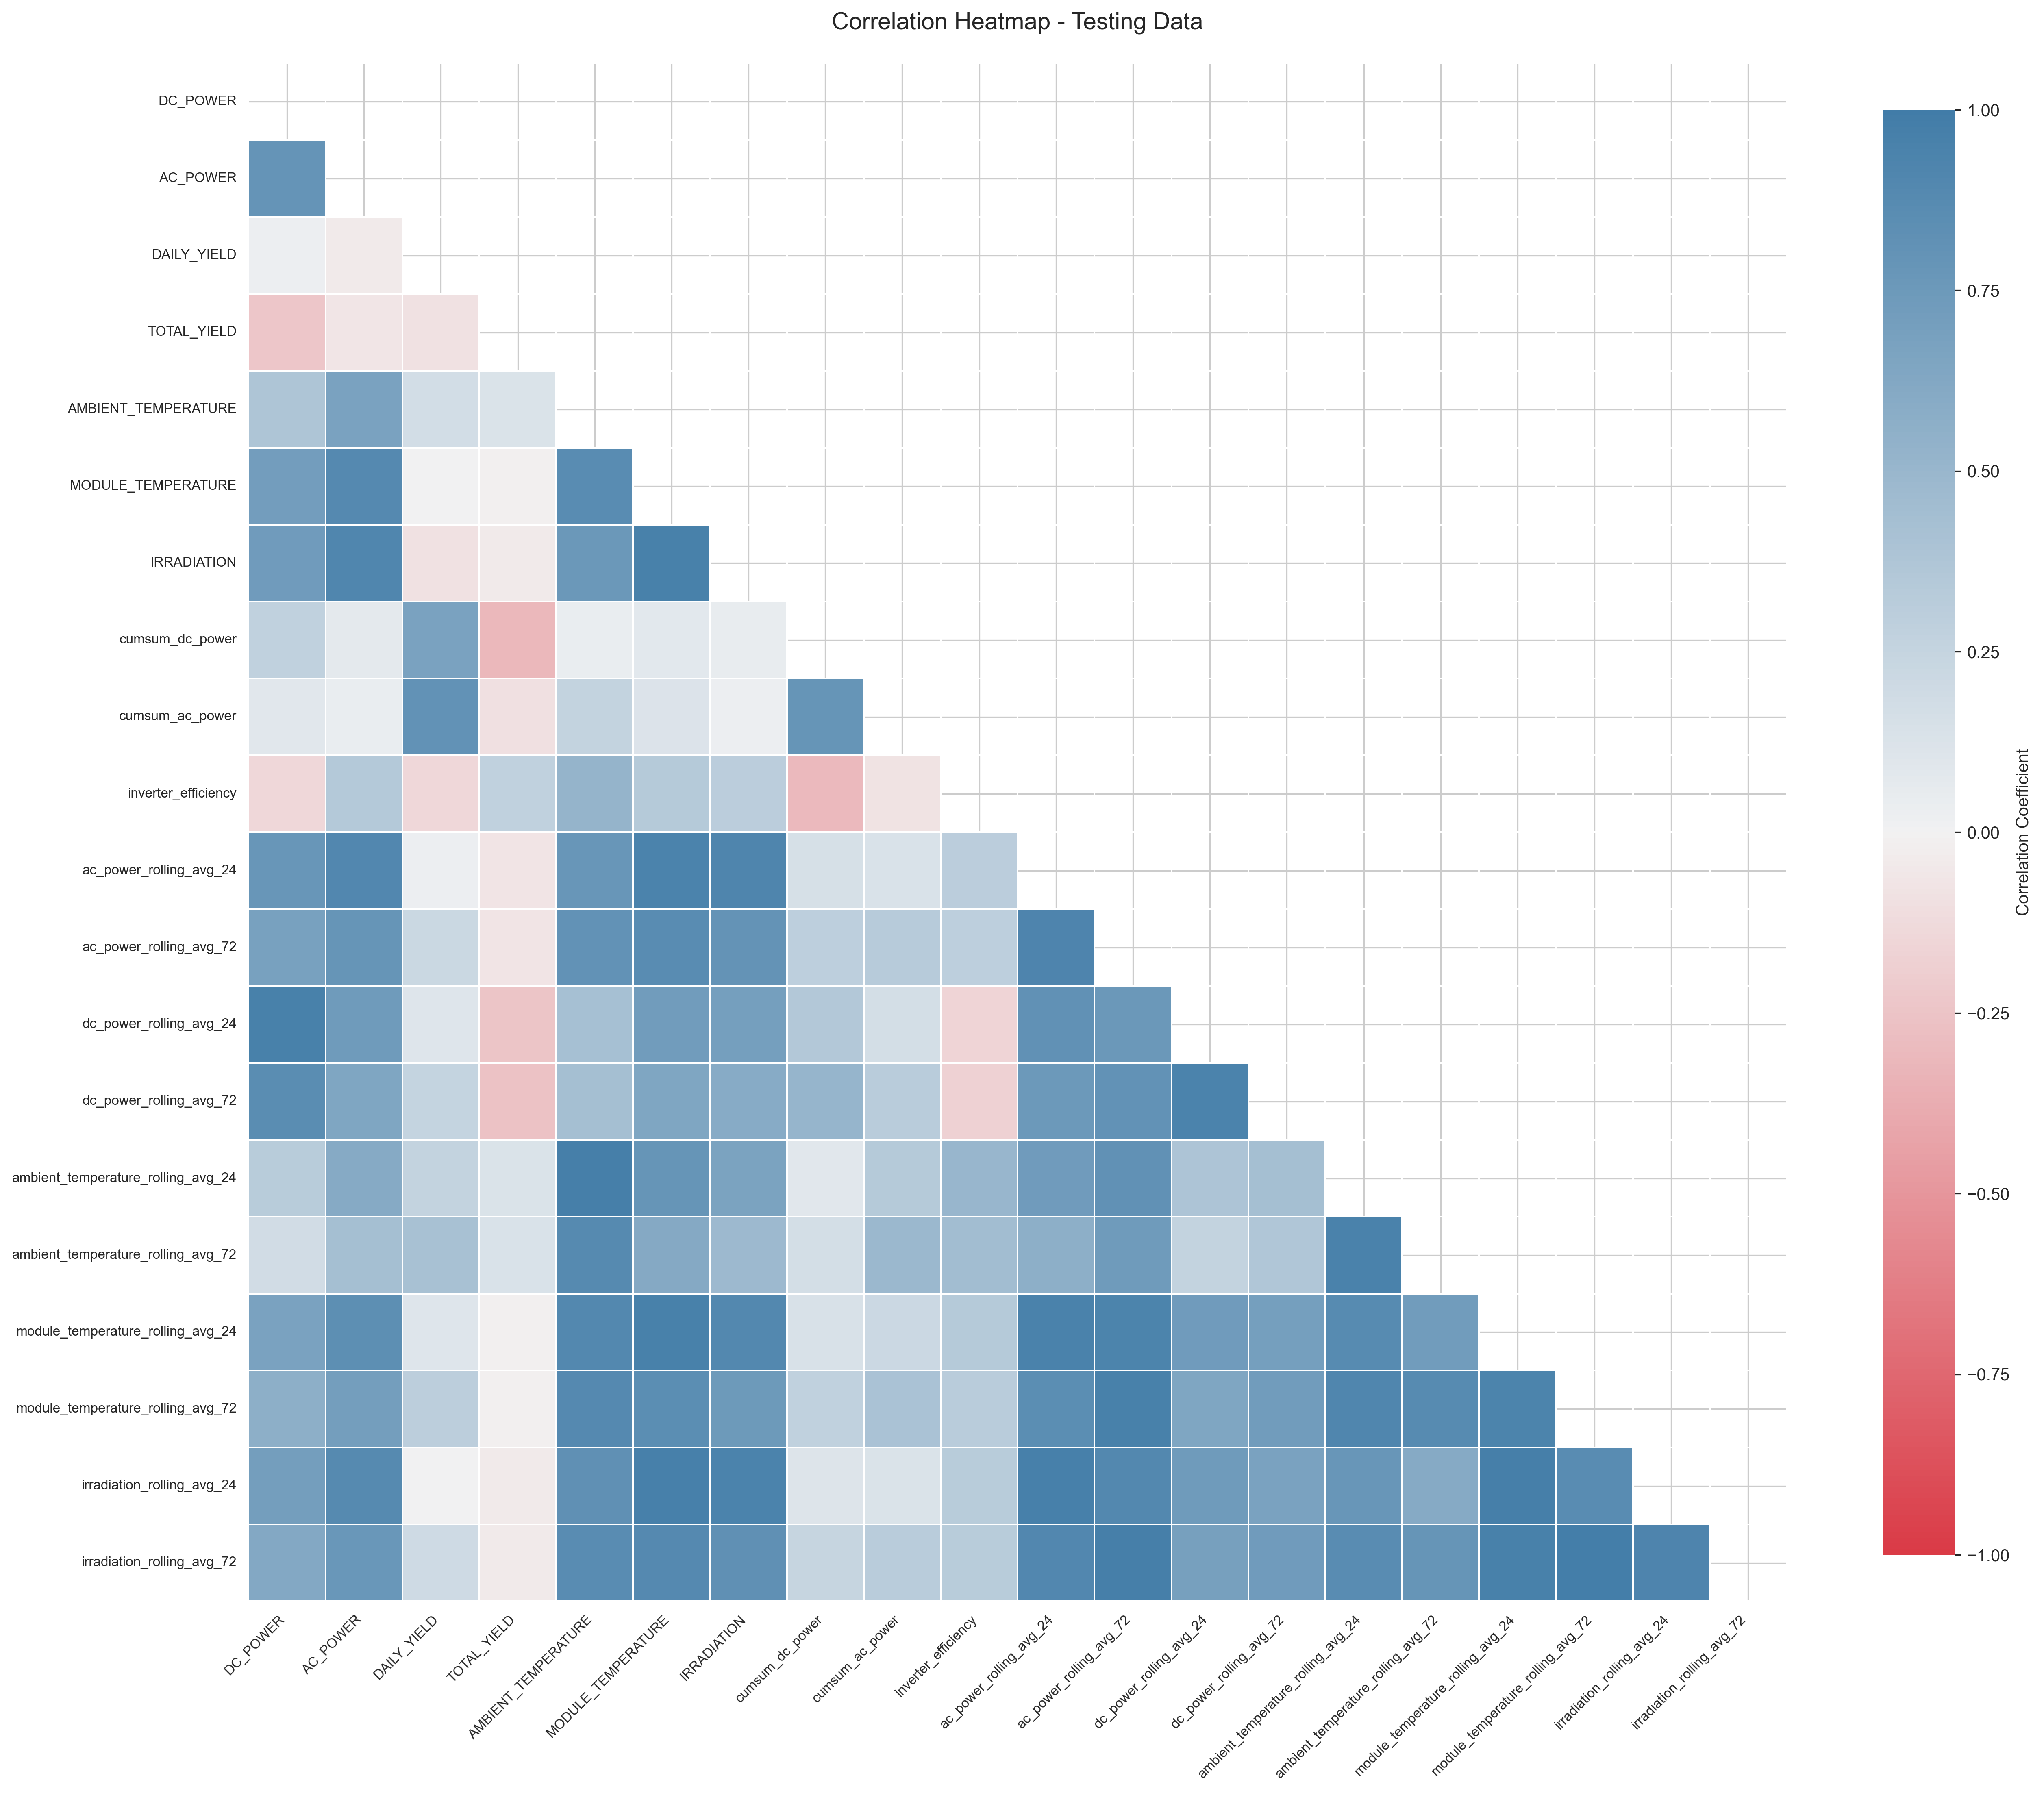 Correlation Heatmap - Testing Data
DC_POWER
AC_POWER
DAILY_YIELD
TOTAL_YIELD
AMBIENT_TEMPERATURE
MODULE_TEMPERATURE
IRRADIATION
cumsum_dc_power
cumsum_ac_power
inverter_efficiency
ac_power_rolling_avg_24
ac_power_rolling_avg_72
dc_power_rolling_avg_24
dc_power_rolling_avg_72
ambient_temperature_rolling_avg_24
ambient_temperature_rolling_avg_72
module_temperature_rolling_avg_24
module_temperature_rolling_avg_72
irradiation_rolling_avg_24
irradiation_rolling_avg_72
DC_POWER
AC_POWER
DAILY_YIELD
TOTAL_YIELD
AMBIENT_TEMPERATURE
MODULE_TEMPERATURE
IRRADIATION
cumsum_dc_power
cumsum_ac_power
inverter_efficiency
ac_power_rolling_avg_24
ac_power_rolling_avg_72
dc_power_rolling_avg_24
dc_power_rolling_avg_72
ambient_temperature_rolling_avg_24
ambient_temperature_rolling_avg_72
module_temperature_rolling_avg_24
module_temperature_rolling_avg_72
irradiation_rolling_avg_24
irradiation_rolling_avg_72
1.00
0.75
0.50
0.25
0.00
−0.25
−0.50
−0.75
−1.00
Correlation Coefficient